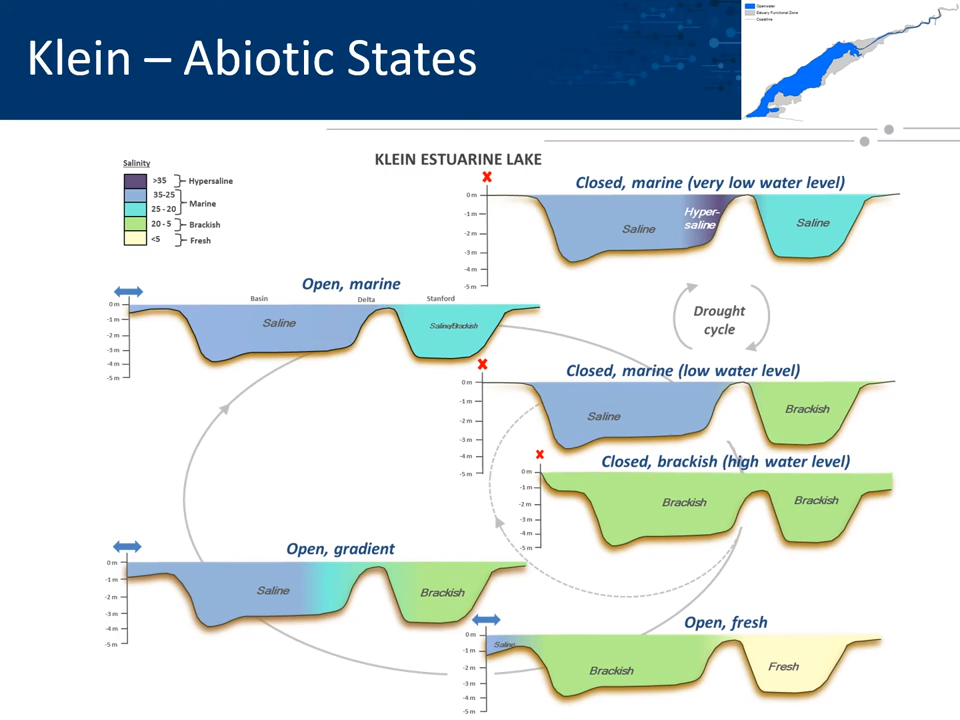 Klein – Abiotic States
Openwater
Estuary Functional Zone
Coastline
KLEIN ESTUARINE LAKE
Salinity
>35
Hypersaline
35-25
Marine
25 - 20
20 - 5
Brackish
<5
Fresh
Closed, marine (very low water level)
0 m
-1 m
-2 m
-3 m
-4 m
-5 m
Saline
Hyper-
saline
Saline
Open, marine
Basin
Delta
Stanford
0 m
-1 m
-2 m
-3 m
-4 m
-5 m
Saline
Saline/Brackish
Drought
cycle
Closed, marine (low water level)
0 m
-1 m
-2 m
-3 m
-4 m
-5 m
Saline
Brackish
Closed, brackish (high water level)
0 m
-1 m
-2 m
-3 m
-4 m
-5 m
Brackish
Brackish
Open, gradient
0 m
-1 m
-2 m
-3 m
-4 m
-5 m
Saline
Brackish
Open, fresh
0 m
-1 m
-2 m
-3 m
-4 m
-5 m
Saline
Brackish
Fresh